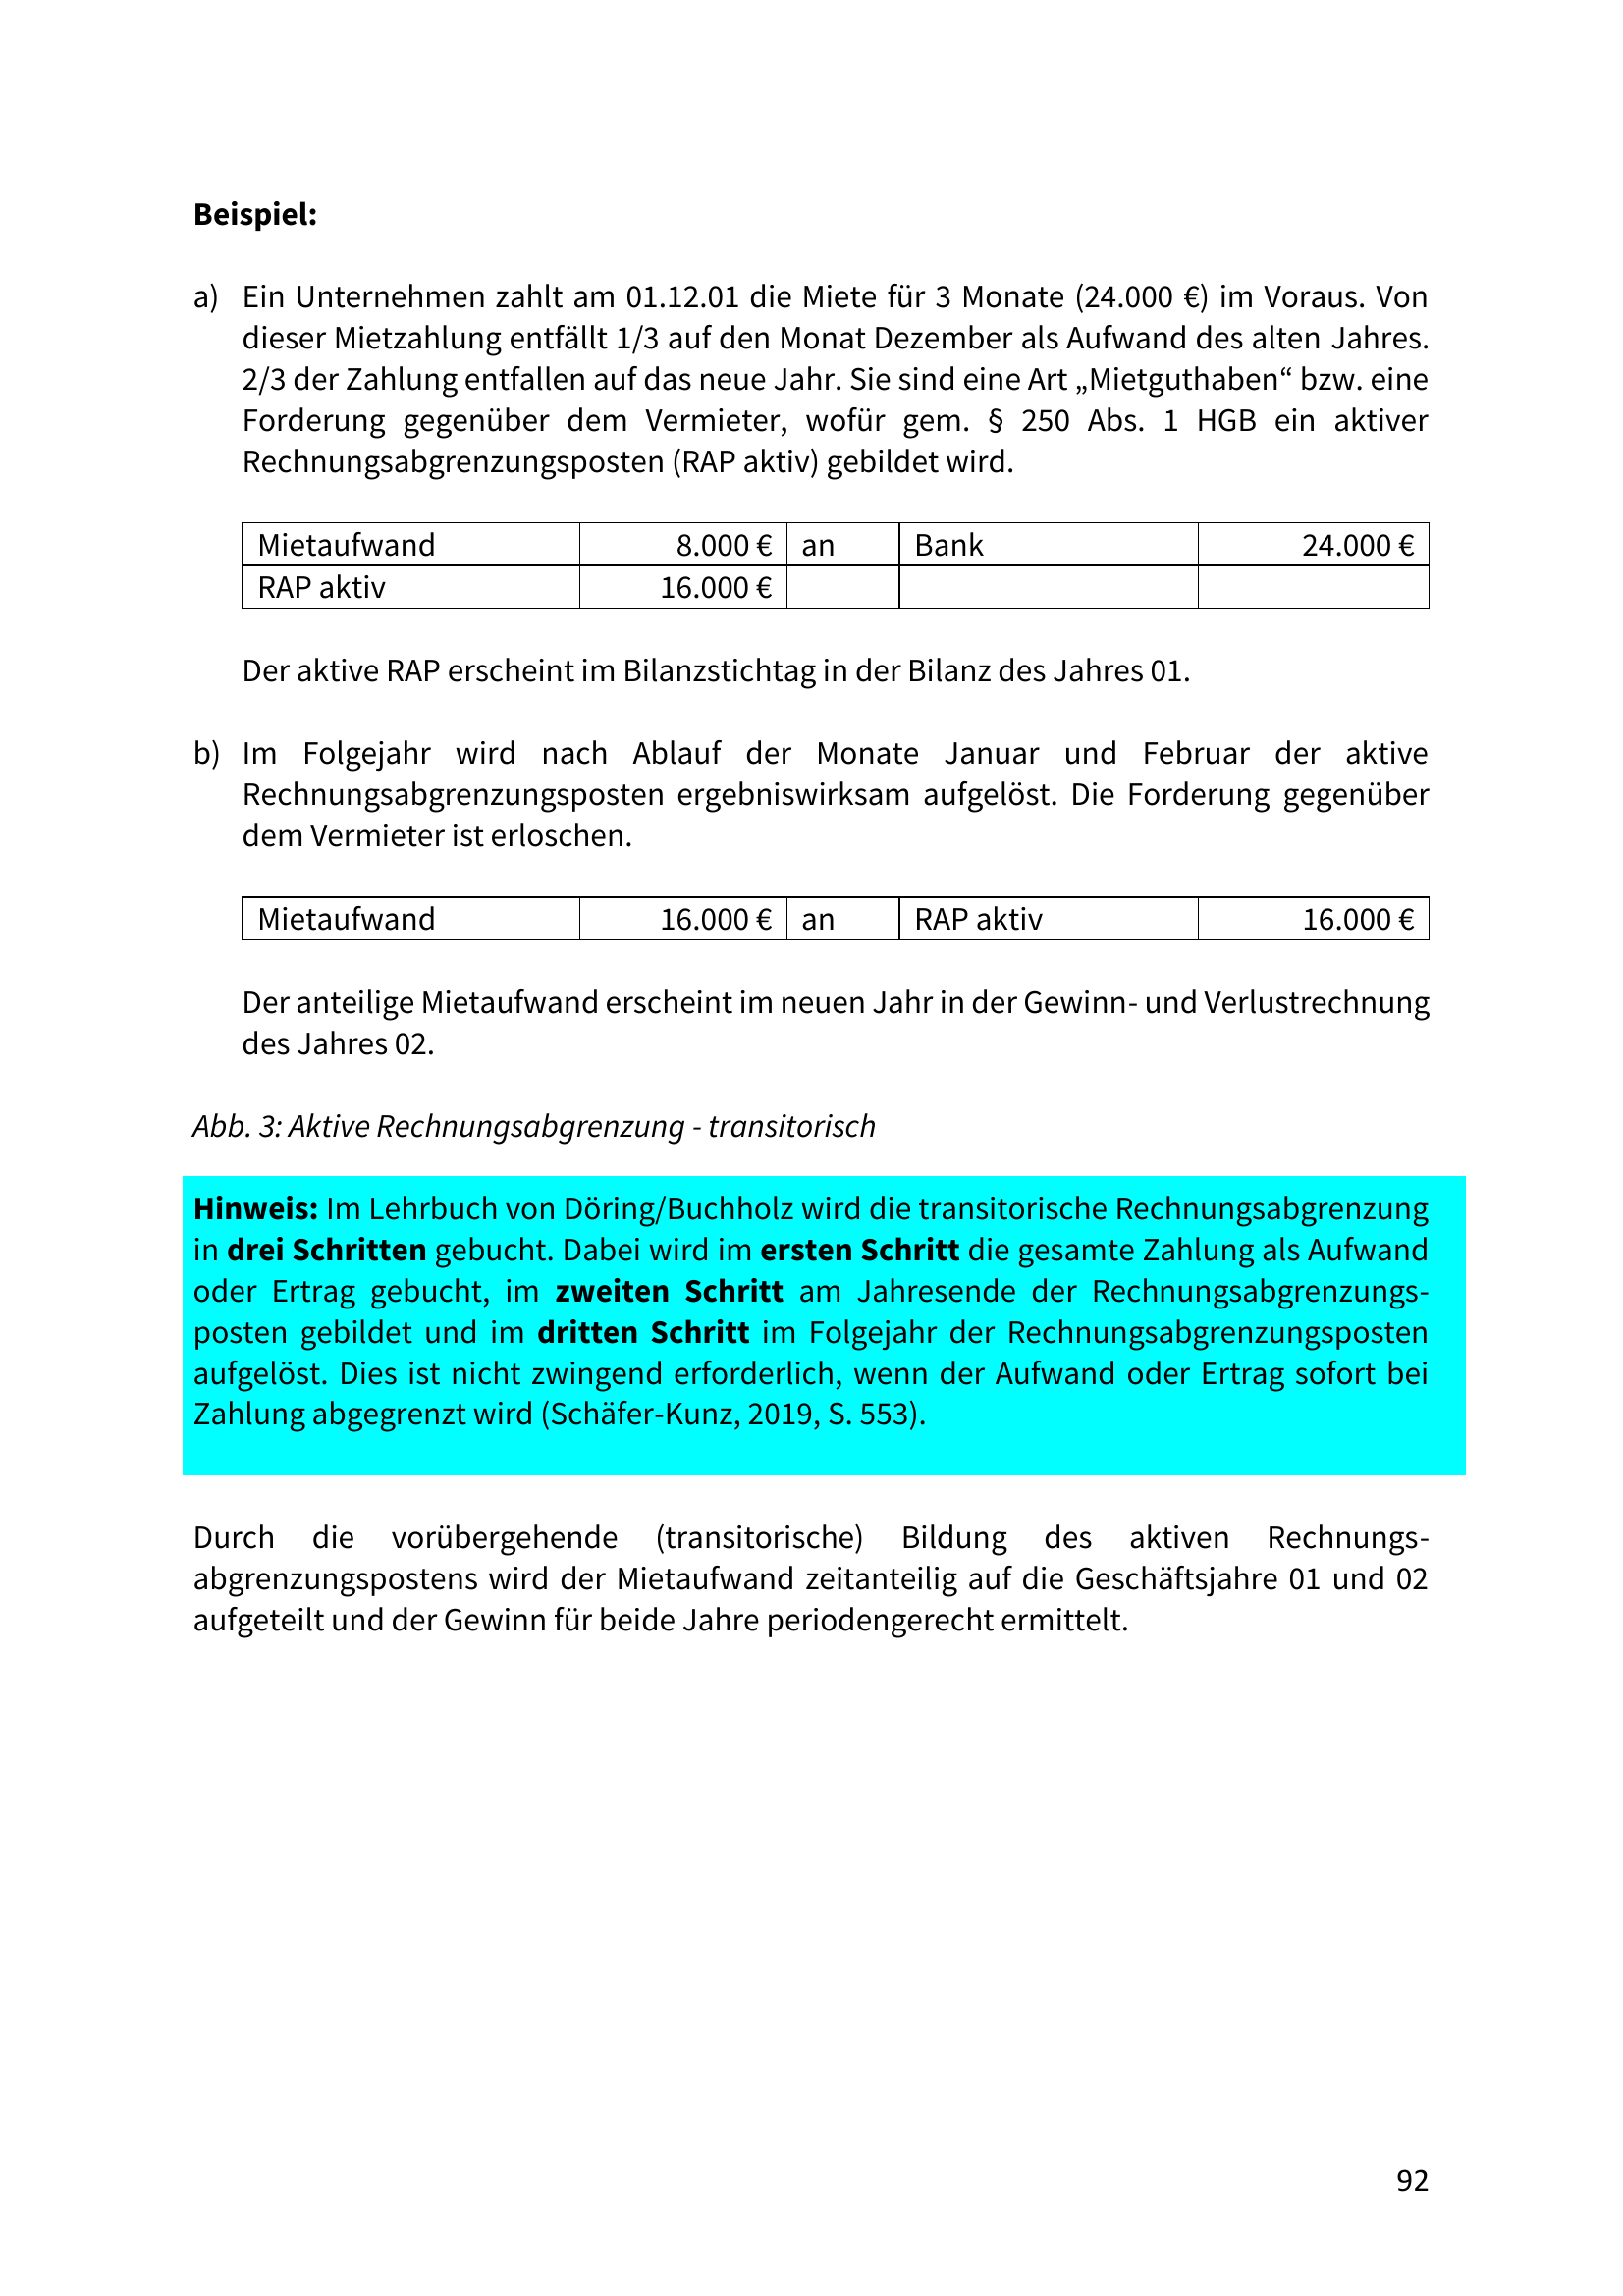 Beispiel:
a) Ein Unternehmen zahlt am 01.12.01 die Miete für 3 Monate (24.000 €) im Voraus. Von
dieser Mietzahlung entfällt 1/3 auf den Monat Dezember als Aufwand des alten Jahres.
2/3 der Zahlung entfallen auf das neue Jahr. Sie sind eine Art „Mietguthaben“ bzw. eine
Forderung gegenüber dem Vermieter, wofür gem. § 250 Abs. 1 HGB ein aktiver
Rechnungsabgrenzungsposten (RAP aktiv) gebildet wird.
Mietaufwand 8.000 € an Bank 24.000 €
RAP aktiv 16.000 €
Der aktive RAP erscheint im Bilanzstichtag in der Bilanz des Jahres 01.
b) Im Folgejahr wird nach Ablauf der Monate Januar und Februar der aktive
Rechnungsabgrenzungsposten ergebniswirksam aufgelöst. Die Forderung gegenüber
dem Vermieter ist erloschen.
Mietaufwand 16.000 € an RAP aktiv 16.000 €
Der anteilige Mietaufwand erscheint im neuen Jahr in der Gewinn- und Verlustrechnung
des Jahres 02.
Abb. 3: Aktive Rechnungsabgrenzung - transitorisch
Hinweis: Im Lehrbuch von Döring/Buchholz wird die transitorische Rechnungsabgrenzung
in drei Schritten gebucht. Dabei wird im ersten Schritt die gesamte Zahlung als Aufwand
oder Ertrag gebucht, im zweiten Schritt am Jahresende der Rechnungsabgrenzungs-
posten gebildet und im dritten Schritt im Folgejahr der Rechnungsabgrenzungsposten
aufgelöst. Dies ist nicht zwingend erforderlich, wenn der Aufwand oder Ertrag sofort bei
Zahlung abgegrenzt wird (Schäfer-Kunz, 2019, S. 553).
Durch die vorübergehende (transitorische) Bildung des aktiven Rechnungs-
abgrenzungspostens wird der Mietaufwand zeitanteilig auf die Geschäftsjahre 01 und 02
aufgeteilt und der Gewinn für beide Jahre periodengerecht ermittelt.
92